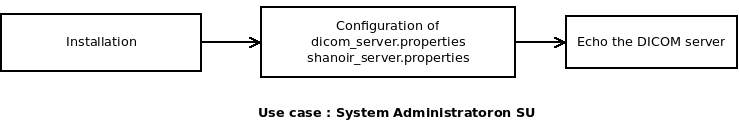 Installation
Configuration of
dicom_server.properties
shanoir_server.properties
Echo the DICOM server
Use case : System Administratoron SU